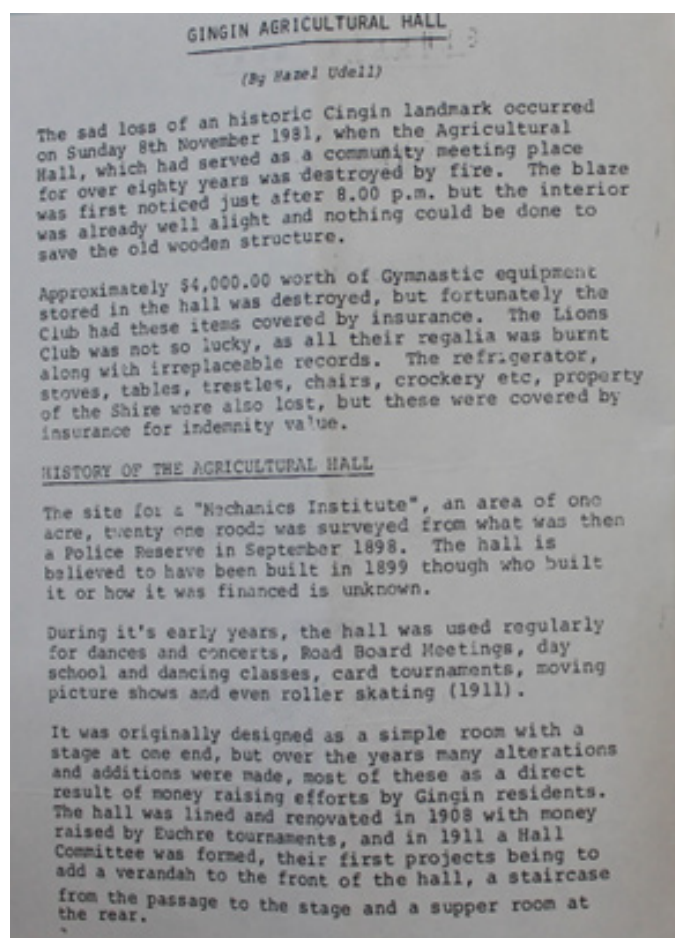 GINGIN AGRICULTURAL HALL
(By Hazel Udell)
The sad loss of an historic Gingin landmark occurred
on Sunday 8th November 1981, when the Agricultural
Hall, which had served as a community meeting place
for over eighty years was destroyed by fire. The blaze
was first noticed just after 8.00 p.m. but the interior
was already well alight and nothing could be done to
save the old wooden structure.
Approximately $4,000.00 worth of Gymnastic equipment
stored in the hall was destroyed, but fortunately the
Club had these items covered by insurance. The Lions
Club was not so lucky, as all their regalia was burnt
along with irreplaceable records. The refrigerator,
stoves, tables, trestles, chairs, crockery etc, property
of the Shire were also lost, but these were covered by
insurance for indemnity value.
HISTORY OF THE AGRICULTURAL HALL
The site for a "Mechanics Institute", an area of one
acre, twenty one roods was surveyed from what was then
a Police Reserve in September 1898. The hall is
believed to have been built in 1899 though who built
it or how it was financed is unknown.
During it's early years, the hall was used regularly
for dances and concerts, Road Board Meetings, day
school and dancing classes, card tournaments, moving
picture shows and even roller skating (1911).
It was originally designed as a simple room with a
stage at one end, but over the years many alterations
and additions were made, most of these as a direct
result of money raising efforts by Gingin residents.
The hall was lined and renovated in 1908 with money
raised by Euchre tournaments, and in 1911 a Hall
Committee was formed, their first projects being to
add a verandah to the front of the hall, a staircase
from the passage to the stage and a supper room at
the rear.